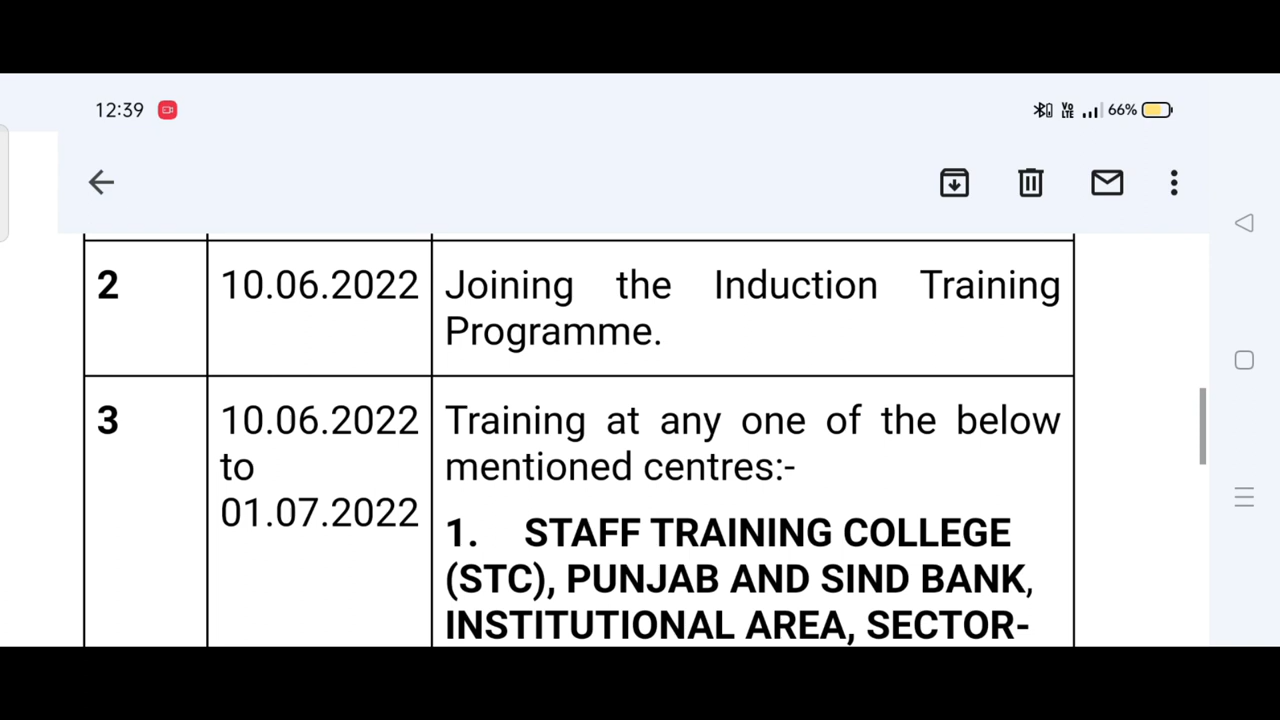 12:39
VO LTE 66%
2 10.06.2022 Joining the Induction Training
Programme.
3 10.06.2022 Training at any one of the below
to mentioned centres:-
01.07.2022
1. STAFF TRAINING COLLEGE
(STC), PUNJAB AND SIND BANK,
INSTITUTIONAL AREA, SECTOR-